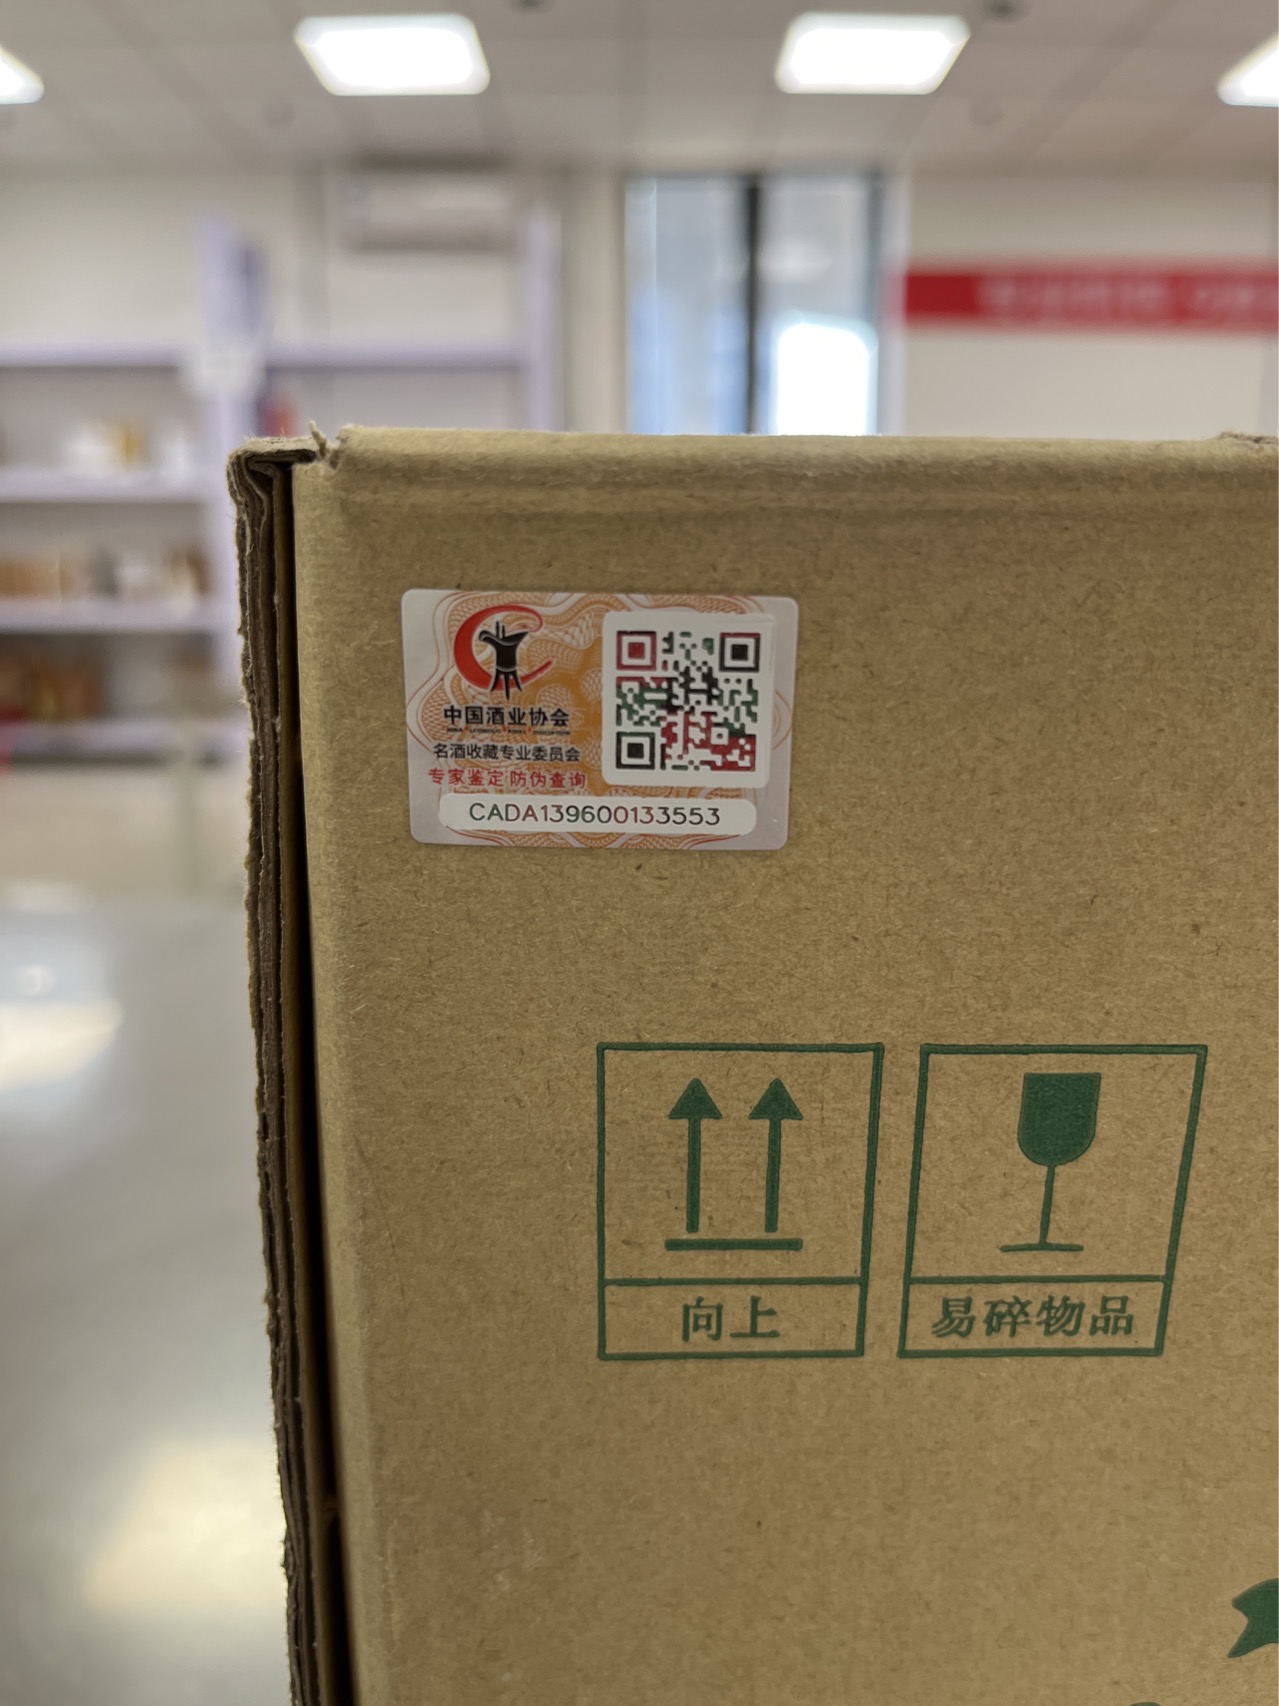 中国酒业协会
名酒收藏专业委员会
专家鉴定防伪查询
CADA139600133553
向上
易碎物品